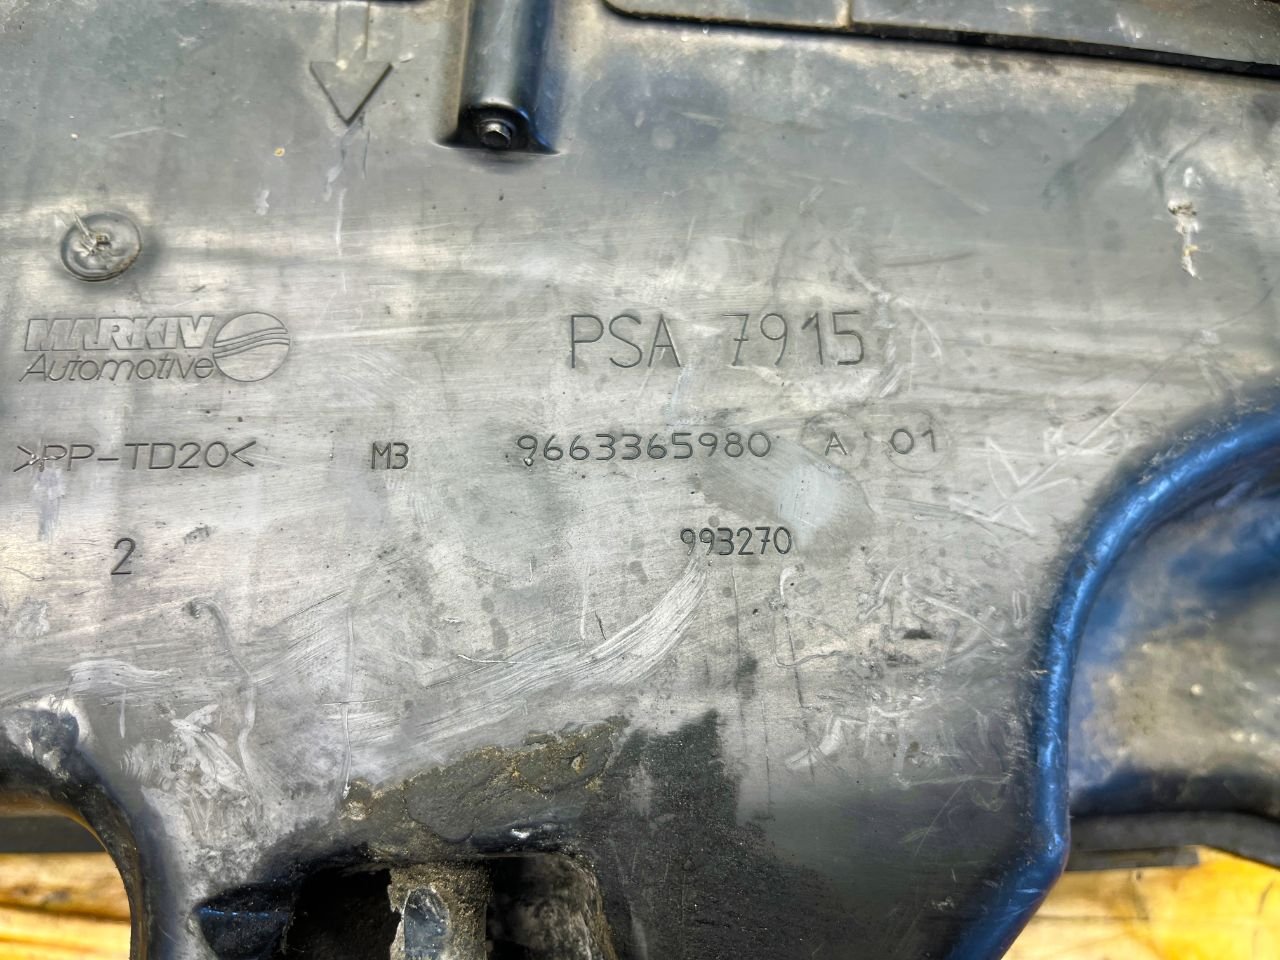 MARKIV
Automotive
PSA 7915
>PP-TD20<
M3
9663365980 A 01
2
993270